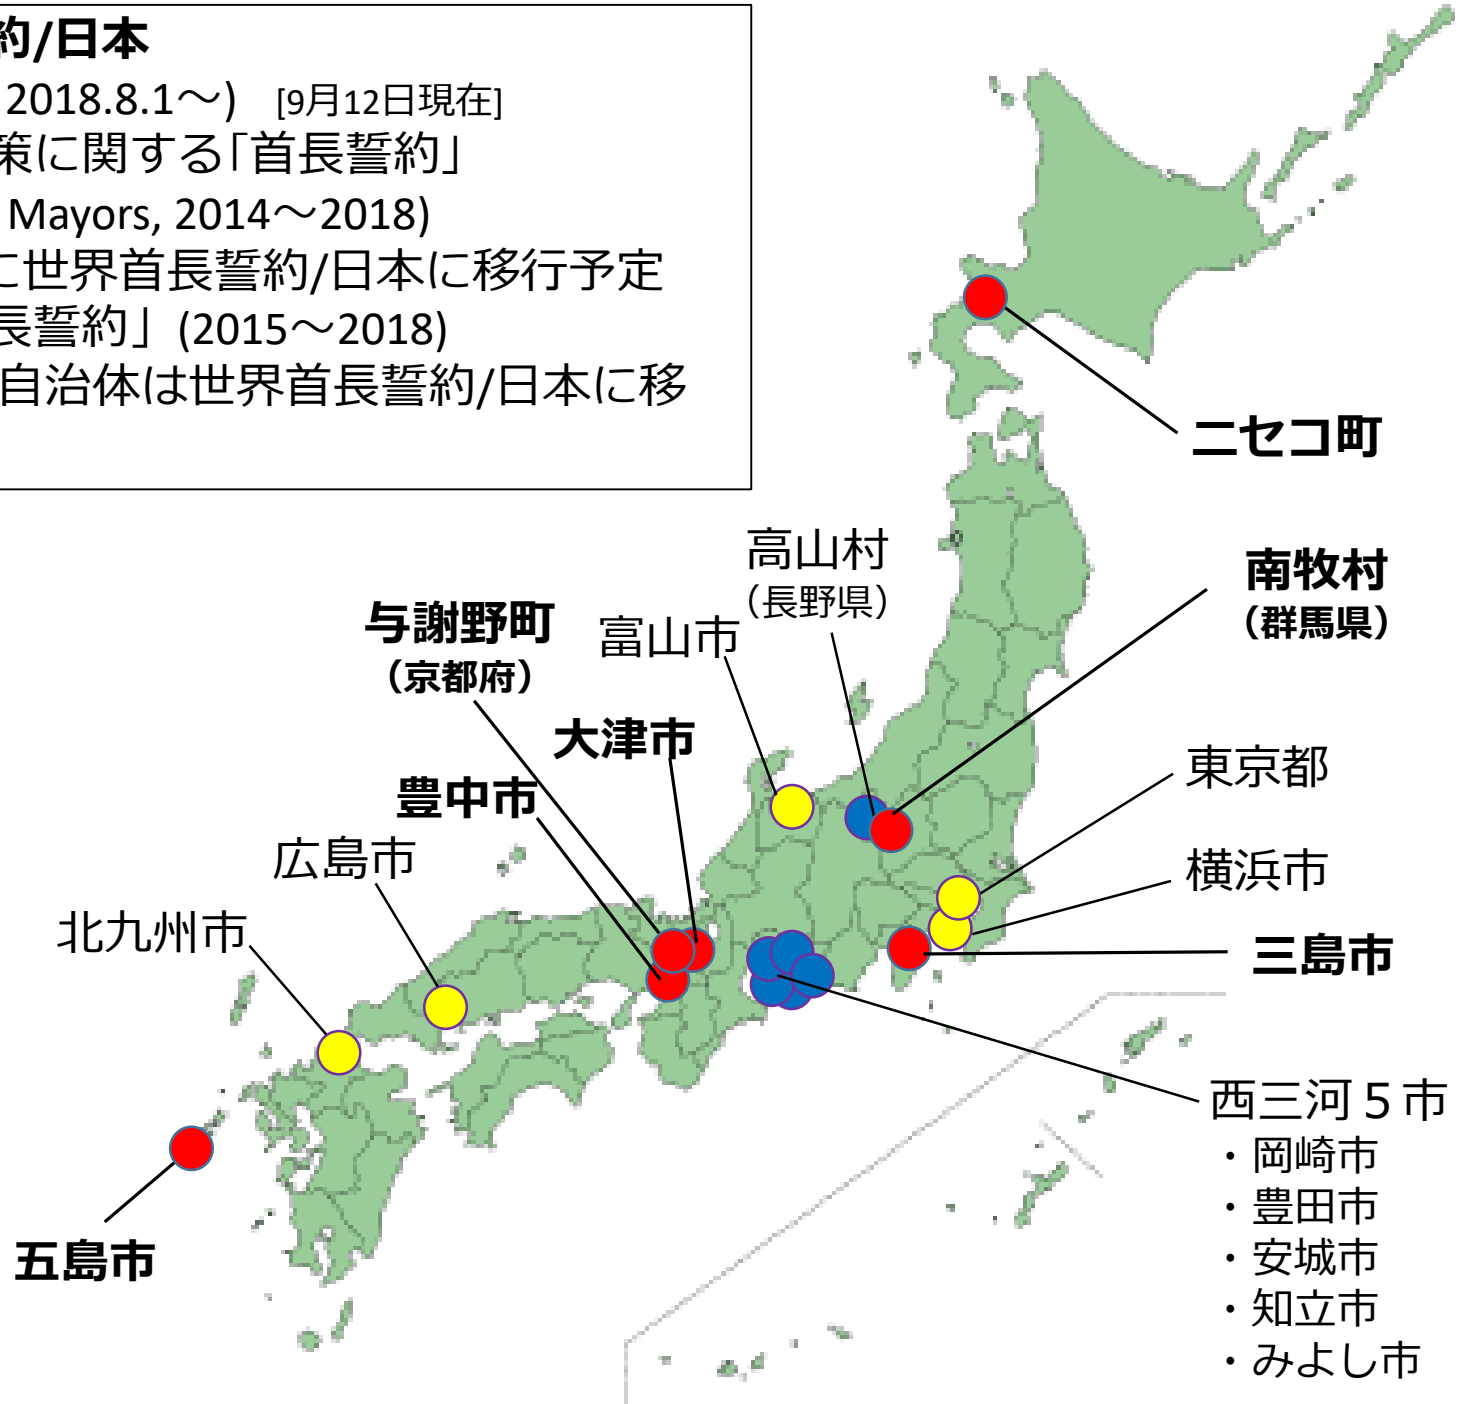 約/日本
2018.8.1～) [9月12日現在]
策に関する「首長誓約」
Mayors, 2014～2018)
に世界首長誓約/日本に移行予定
長誓約」(2015～2018)
自治体は世界首長誓約/日本に移
ニセコ町
高山村
（長野県）
南牧村
（群馬県）
与謝野町
（京都府）
富山市
大津市
東京都
豊中市
広島市
横浜市
北九州市
三島市
西三河５市
・岡崎市
・豊田市
・安城市
・知立市
・みよし市
五島市